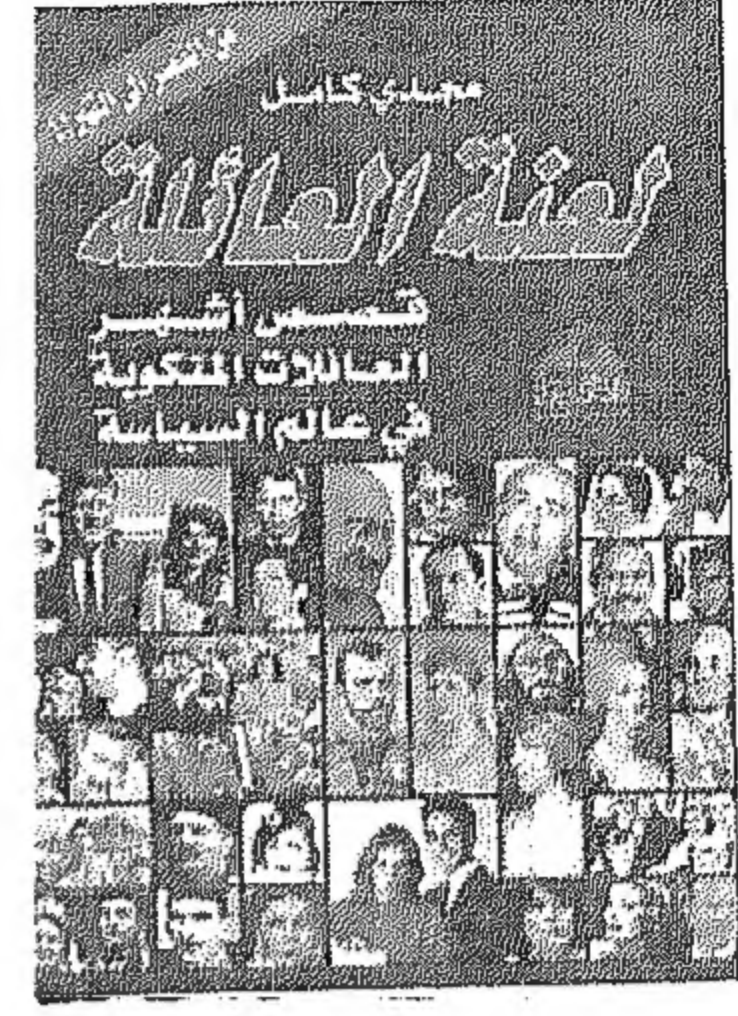 مجدي كامل
لعنة العائلة
قصص أشهر
العائلات المنكوبة
في عالم السياسة